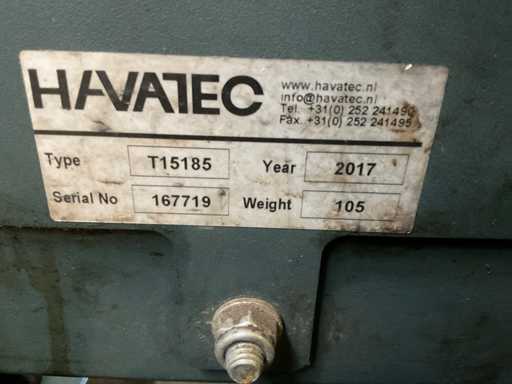 HAVATEC
www.havatec.nl
info@havatec.nl
Tel. +31(0) 252 241490
Fax. +31(0) 252 241495
Type T15185 Year 2017
Serial No 167719 Weight 105